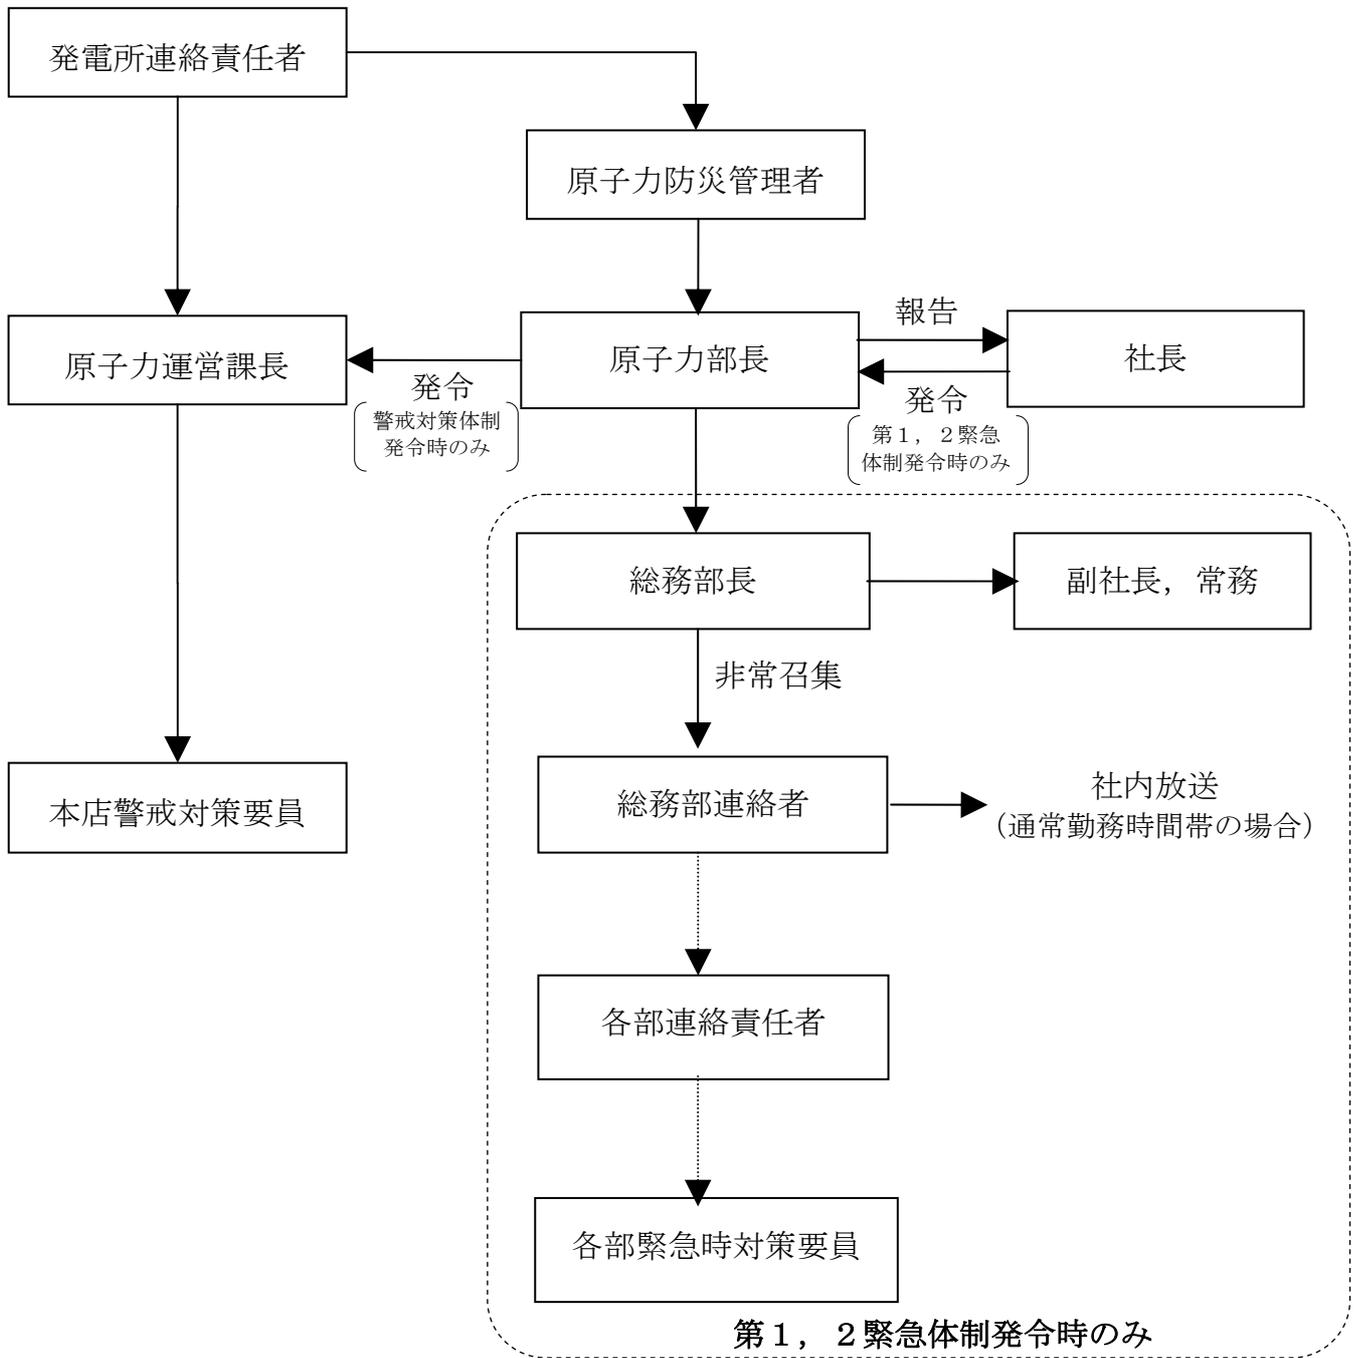 発電所連絡責任者
原子力防災管理者
報告
原子力運営課長
原子力部長
社長
発令
警戒対策体制
発令時のみ
発令
第１，２緊急
体制発令時のみ
総務部長
副社長，常務
非常召集
総務部連絡者
社内放送
（通常勤務時間帯の場合）
本店警戒対策要員
各部連絡責任者
各部緊急時対策要員
第１，２緊急体制発令時のみ